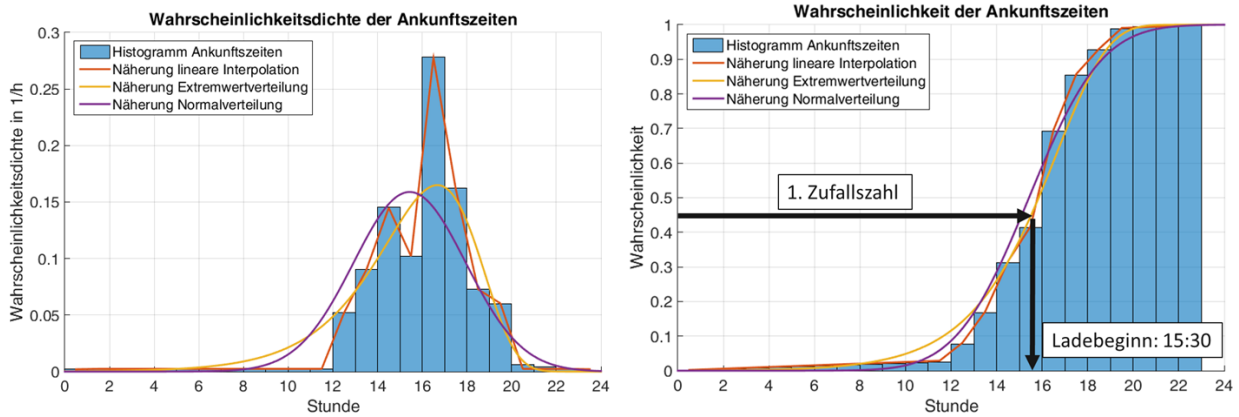 Wahrscheinlichkeitsdichte der Ankunftszeiten
0.3
0.25
0.2
0.15
0.1
0.05
0
Wahrscheinlichkeitsdichte in 1/h
Histogramm Ankunftszeiten
Näherung lineare Interpolation
Näherung Extremwertverteilung
Näherung Normalverteilung
0 2 4 6 8 10 12 14 16 18 20 22 24
Stunde
Wahrscheinlichkeit der Ankunftszeiten
1
0.9
0.8
0.7
0.6
0.5
0.4
0.3
0.2
0.1
0
Wahrscheinlichkeit
Histogramm Ankunftszeiten
Näherung lineare Interpolation
Näherung Extremwertverteilung
Näherung Normalverteilung
1. Zufallszahl
Ladebeginn: 15:30
0 2 4 6 8 10 12 14 16 18 20 22 24
Stunde